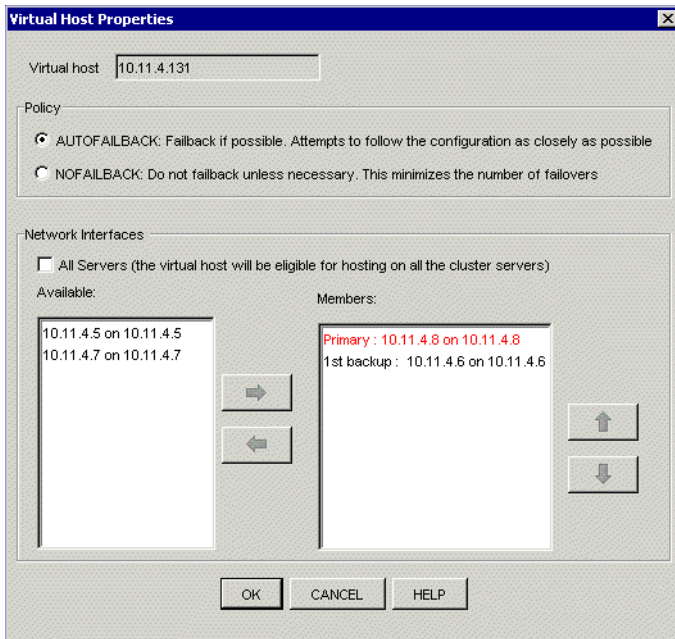 Virtual Host Properties
Virtual host 10.11.4.131
Policy
AUTOFAILBACK: Failback if possible. Attempts to follow the configuration as closely as possible
NOFAILBACK: Do not failback unless necessary. This minimizes the number of failovers
Network Interfaces
All Servers (the virtual host will be eligible for hosting on all the cluster servers)
Available:
10.11.4.5 on 10.11.4.5
10.11.4.7 on 10.11.4.7
Members:
Primary : 10.11.4.8 on 10.11.4.8
1st backup : 10.11.4.6 on 10.11.4.6
OK
CANCEL
HELP